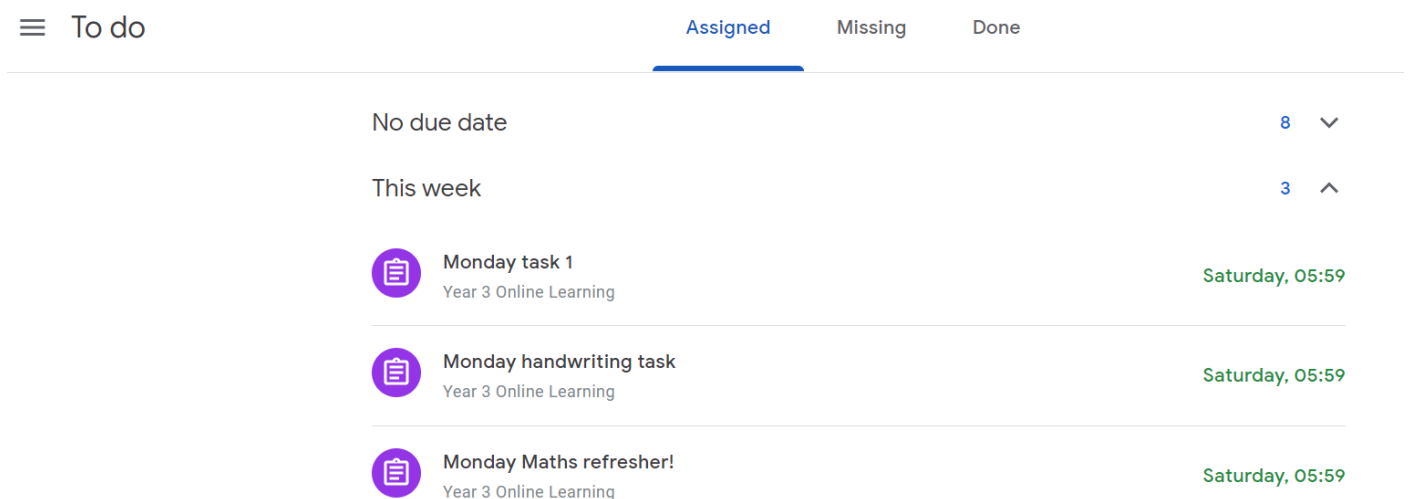 To do
Assigned Missing Done
No due date 8
This week 3
Monday task 1
Year 3 Online Learning
Saturday, 05:59
Monday handwriting task
Year 3 Online Learning
Saturday, 05:59
Monday Maths refresher!
Year 3 Online Learning
Saturday, 05:59